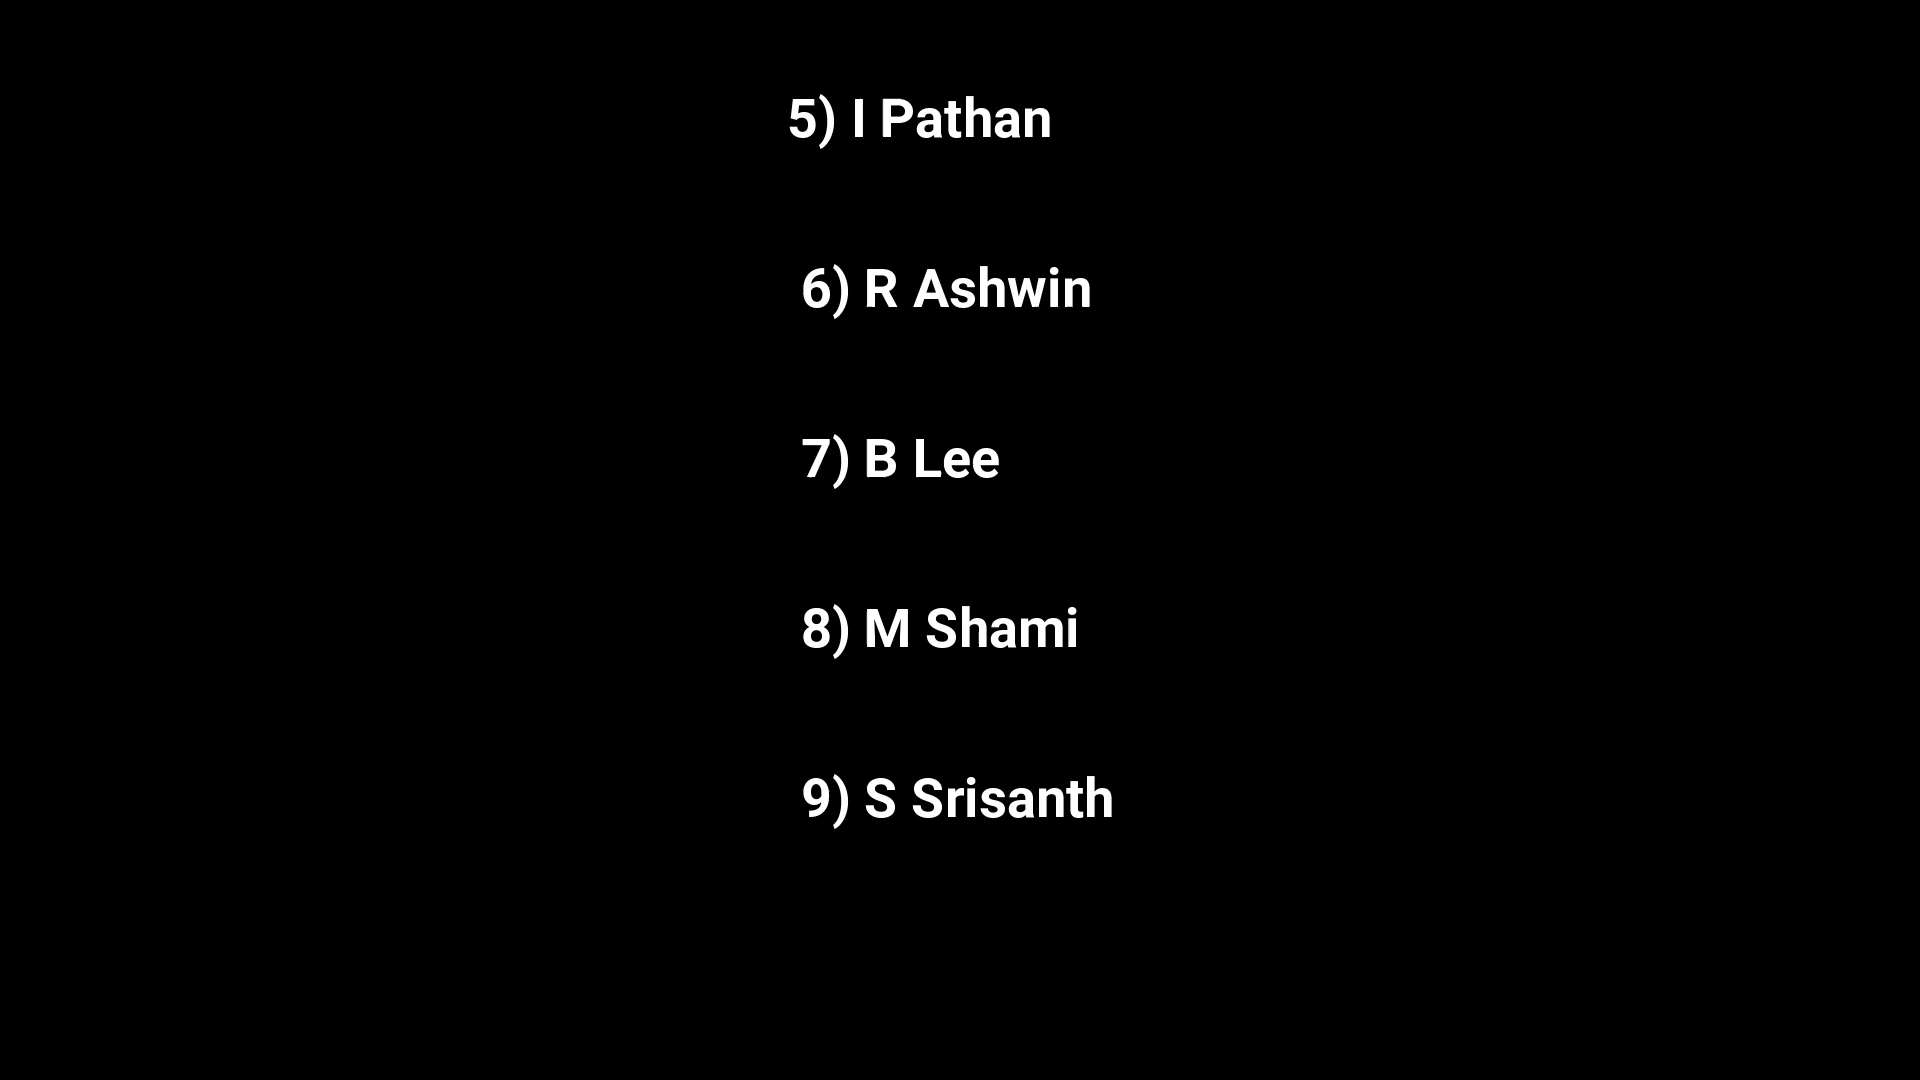 5) I Pathan
6) R Ashwin
7) B Lee
8) M Shami
9) S Srisanth